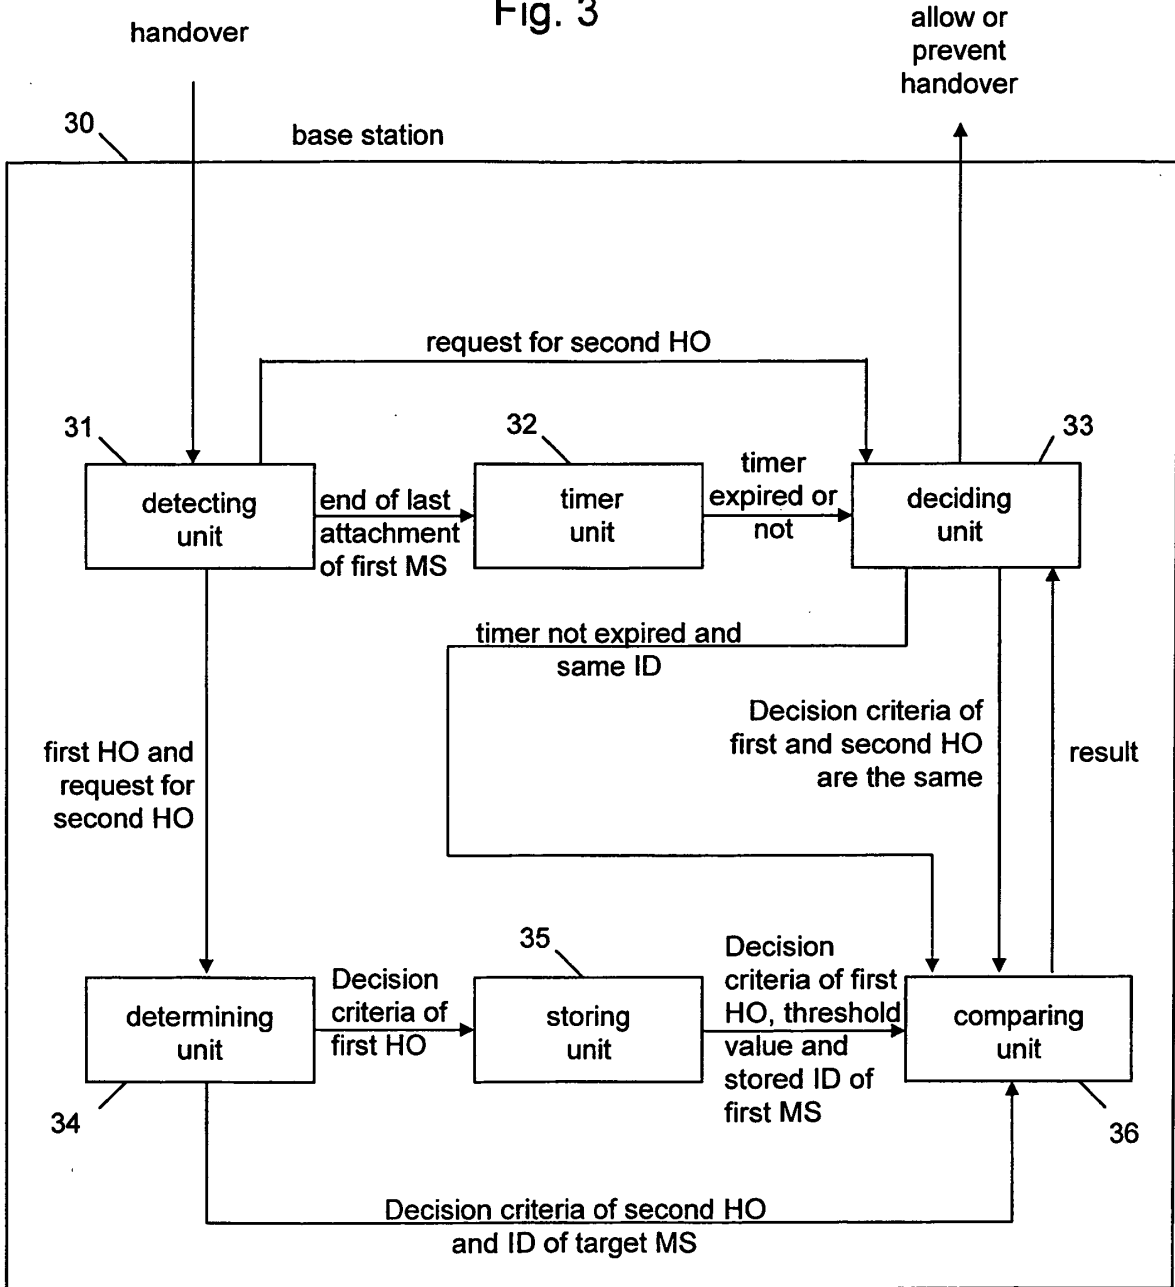 Fig. 3
handover
allow or
prevent
handover
30
base station
request for second HO
31
32
33
detecting
unit
end of last
attachment
of first MS
timer
unit
timer
expired or
not
deciding
unit
timer not expired and
same ID
Decision criteria of
first and second HO
are the same
result
first HO and
request for
second HO
35
determining
unit
Decision
criteria of
first HO
storing
unit
Decision
criteria of first
HO, threshold
value and
stored ID of
first MS
comparing
unit
34
36
Decision criteria of second HO
and ID of target MS